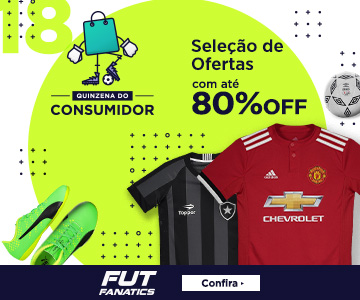 18
QUINZENA DO
CONSUMIDOR
Seleção de
Ofertas
com até
80%OFF
Topper
adidas
CHEVROLET
FUT
FANATICS
Confira